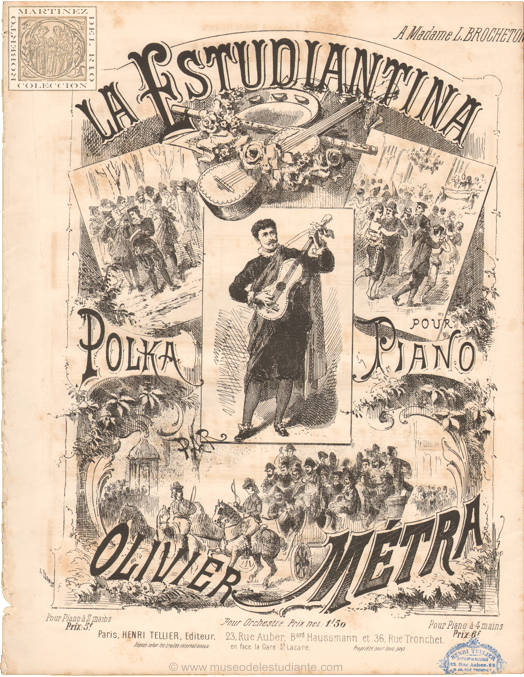 ROBERTO MARTINEZ DEL RIO
COLECCION
A Madame L. BROCHETON
LA ESTUDIANTINA
POLKA POUR PIANO
PAR
OLIVIER MÉTRA
Pour Piano à 2 mains
Prix: 5f
Pour Orchestre, Prix net. 1f50
Pour Piano à 4 mains
Prix: 6f
Paris, HENRI TELLIER, Editeur. 23, Rue Auber, Bard Haussmann et 36, Rue Tronchet.
en face la Gare St Lazare.
Propriété pour tous pays
HENRI TELLIER
© www.museodelestudiante.com